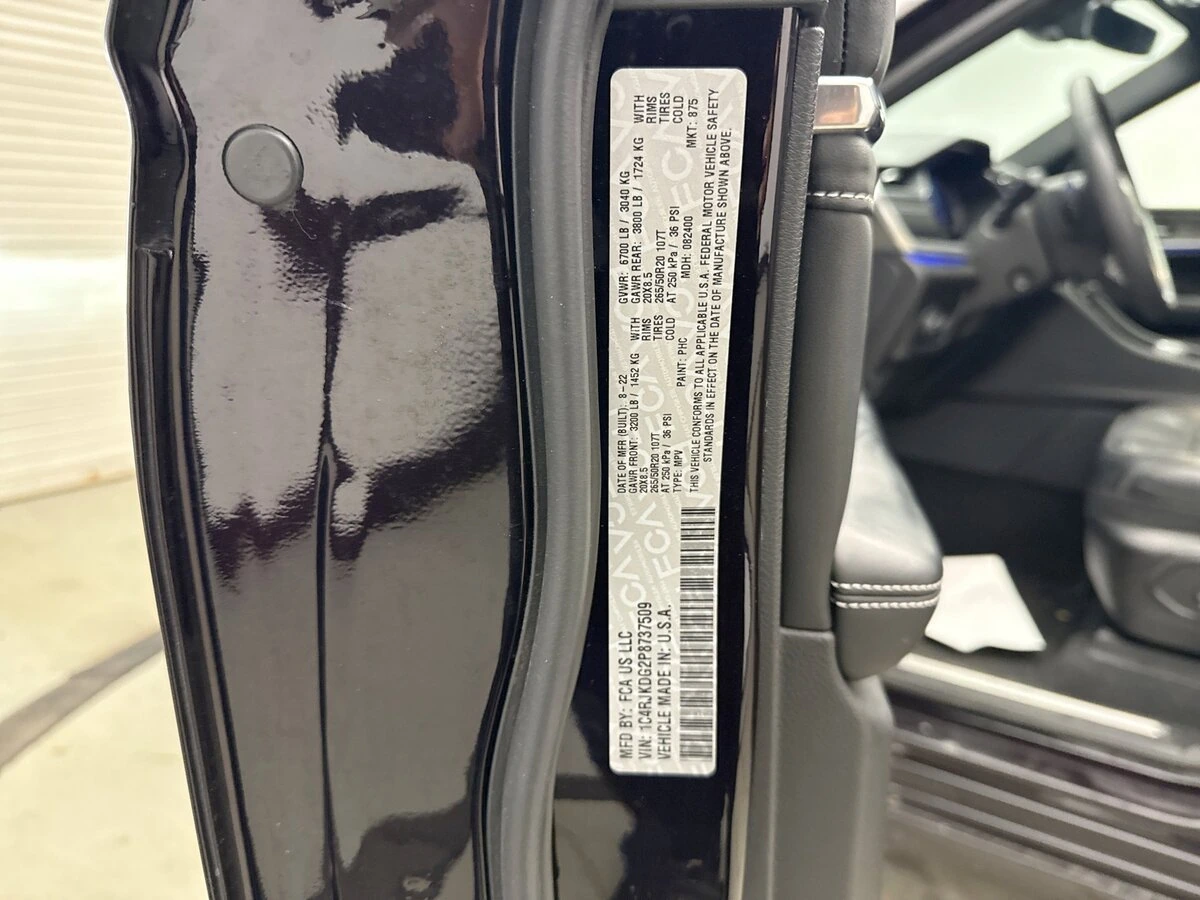 MFD BY: FCA US LLC
VIN: 1C4RJKDG2P8737509
VEHICLE MADE IN: U.S.A.
DATE OF MFR (BUILT): 8-22
GVWR: 6700 LB / 3040 KG
GAWR FRONT: 3200 LB / 1452 KG WITH
20X8.5 RIMS
265/50R20 107T TIRES
AT 250 kPa / 36 PSI COLD
GAWR REAR: 3800 LB / 1724 KG WITH
20X8.5 RIMS
265/50R20 107T TIRES
AT 250 kPa / 36 PSI COLD
TYPE: MPV PAINT: PHC MDH: 082400 MKT: 875
THIS VEHICLE CONFORMS TO ALL APPLICABLE U.S.A. FEDERAL MOTOR VEHICLE SAFETY
STANDARDS IN EFFECT ON THE DATE OF MANUFACTURE SHOWN ABOVE.
FCA